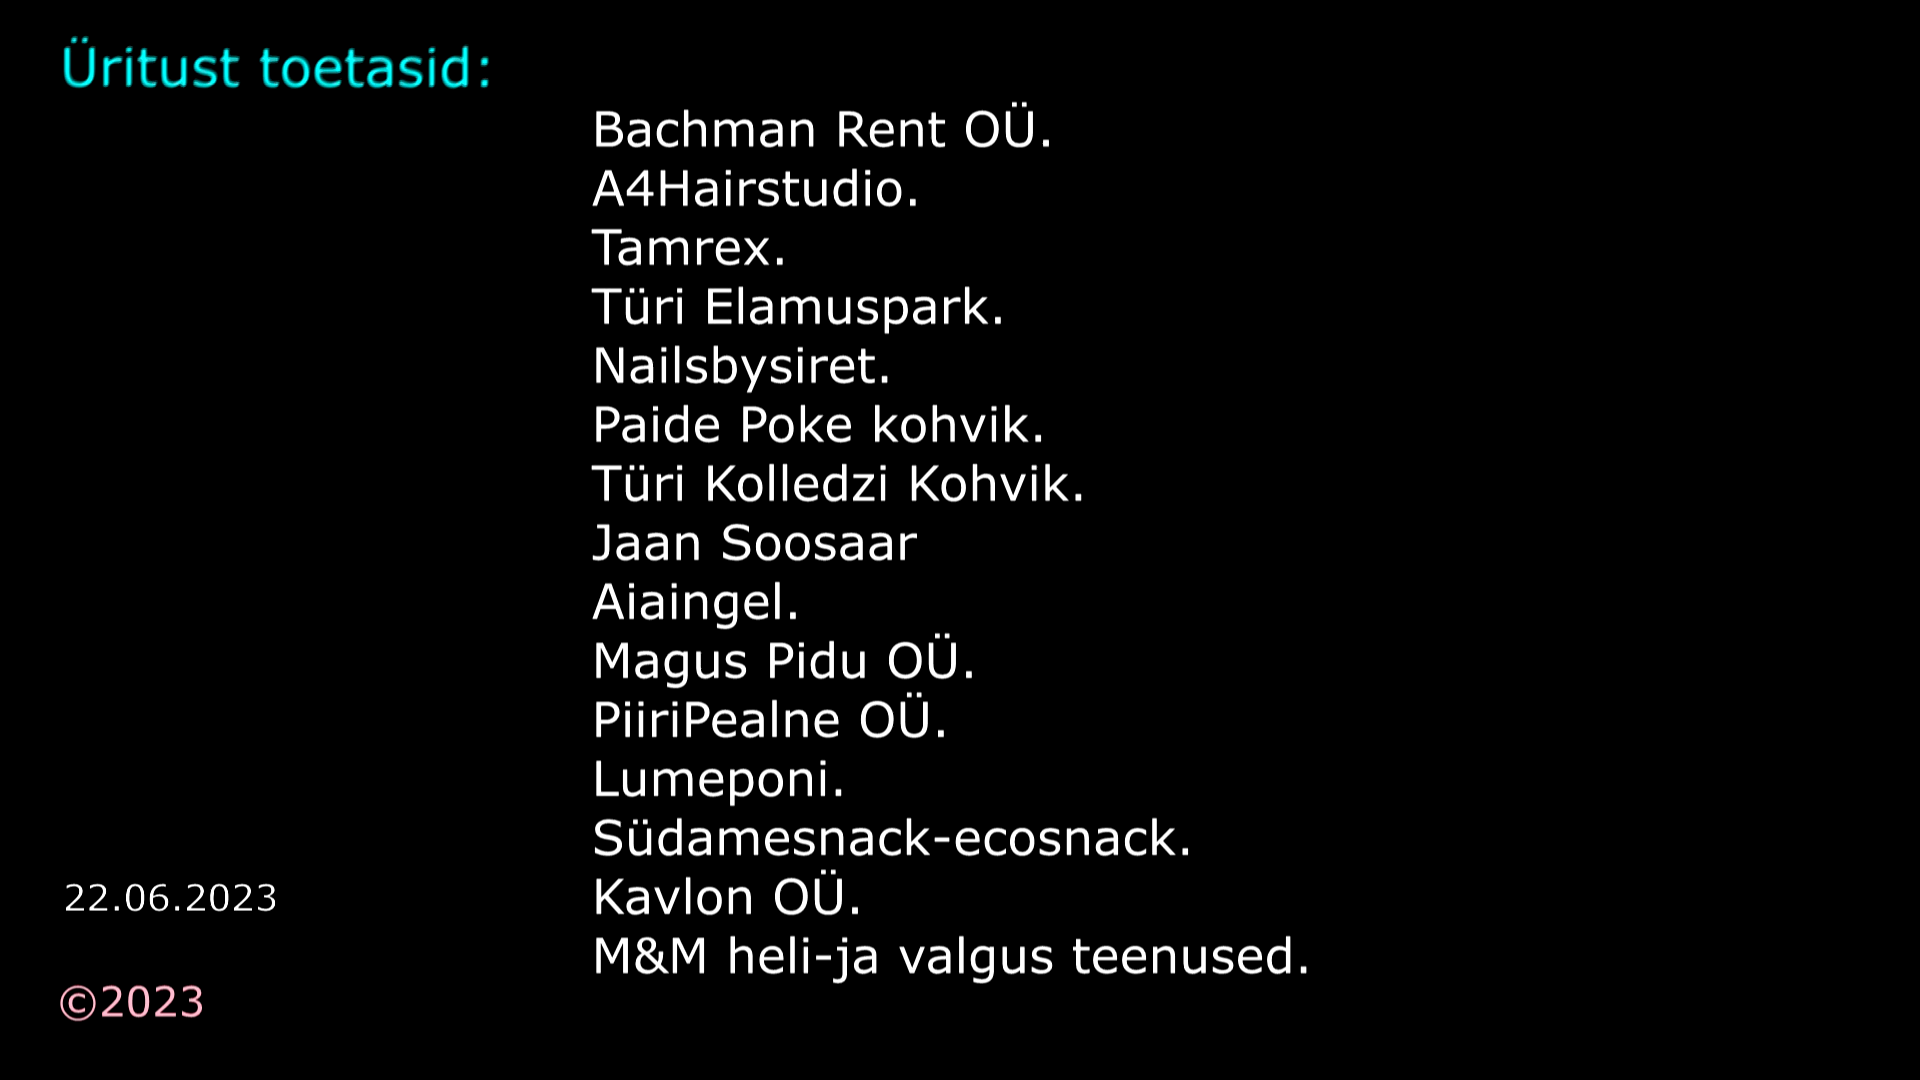 Üritust toetasid:
Bachman Rent OÜ.
A4Hairstudio.
Tamrex.
Türi Elamuspark.
Nailsbysiret.
Paide Poke kohvik.
Türi Kolledzi Kohvik.
Jaan Soosaar
Aiaingel.
Magus Pidu OÜ.
PiiriPealne OÜ.
Lumeponi.
Südamesnack-ecosnack.
Kavlon OÜ.
M&M heli-ja valgus teenused.
22.06.2023
©2023